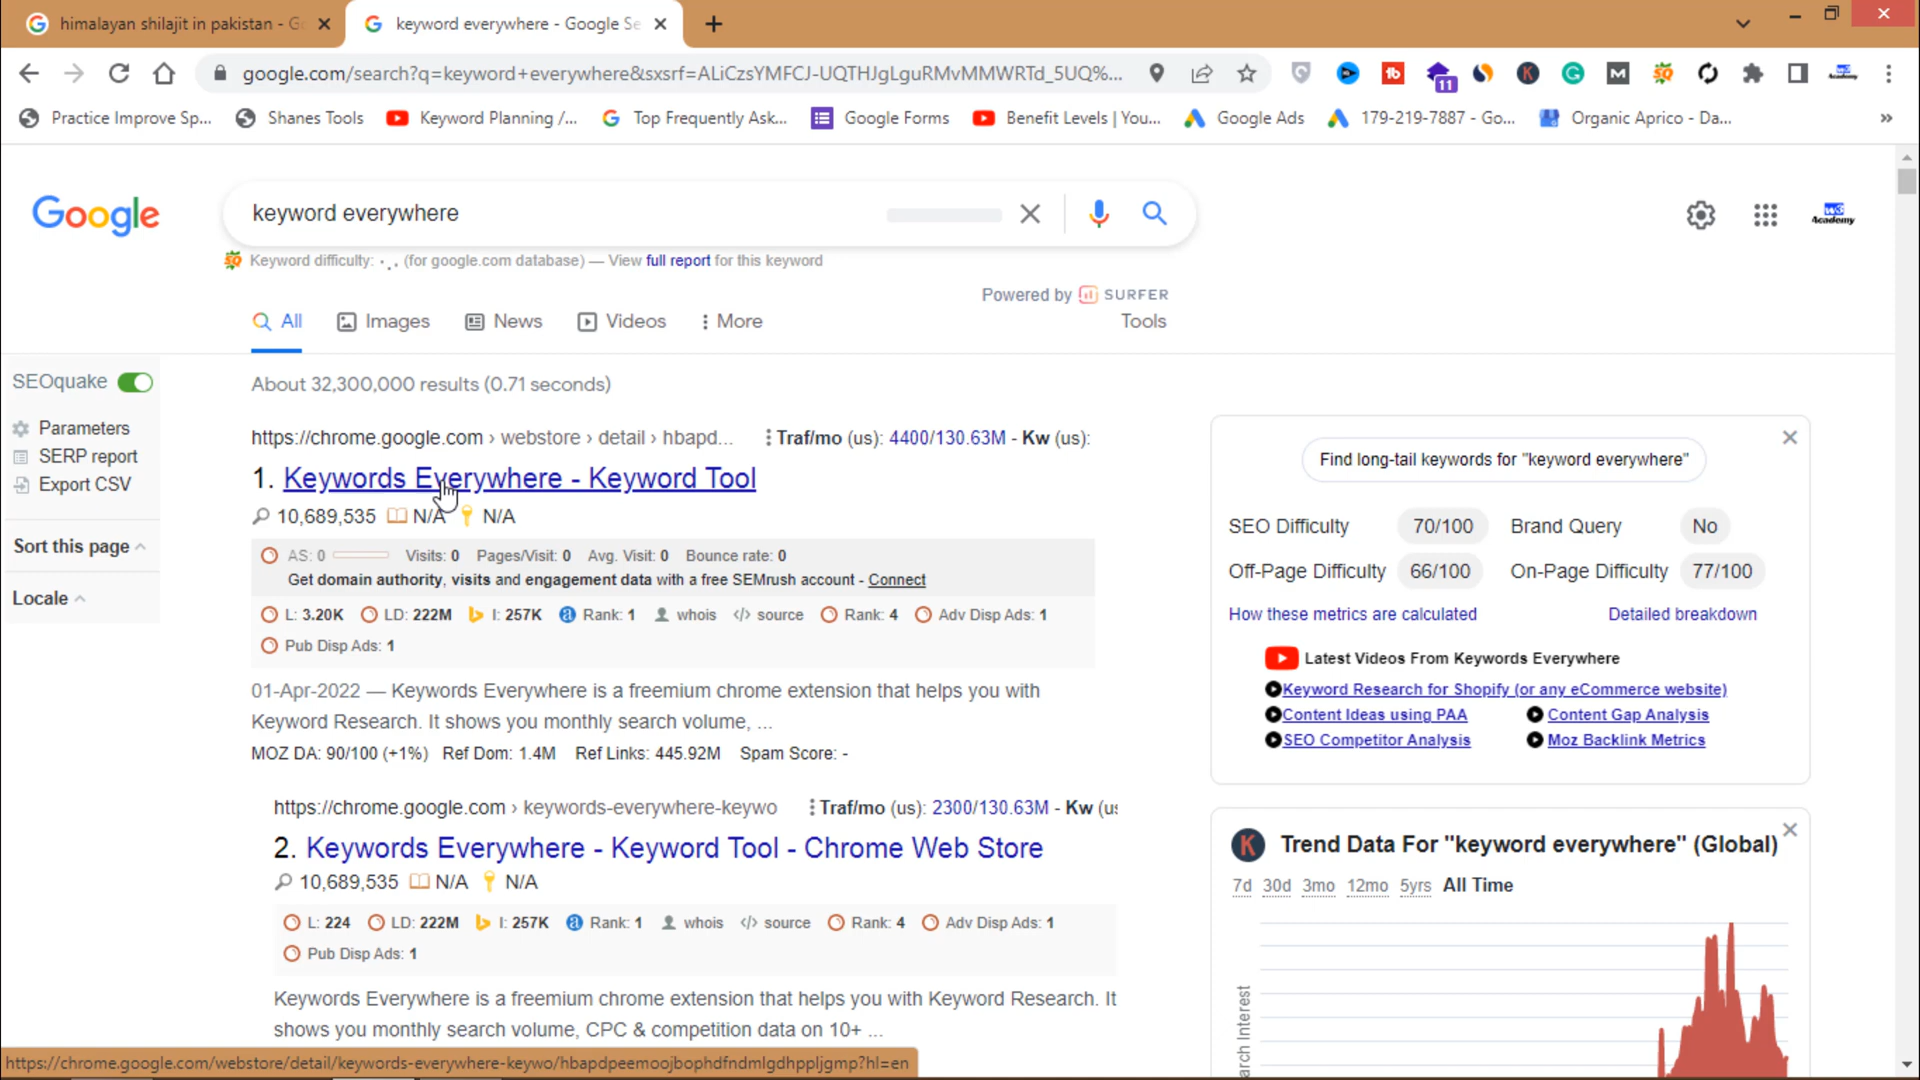 himalayan shilajit in pakistan - G
keyword everywhere - Google Se
google.com/search?q=keyword+everywhere&sxsrf=ALiCzsYMFCJ-UQTHJgLguRMvMMWRTd_5UQ%...
11
Practice Improve Sp...
Shanes Tools
Keyword Planning /...
Top Frequently Ask...
Google Forms
Benefit Levels | You...
Google Ads
179-219-7887 - Go...
Organic Aprico - Da...
»
Google
keyword everywhere
W3 Academy
Keyword difficulty: (for google.com database) — View full report for this keyword
Powered by SURFER
All
Images
News
Videos
More
Tools
SEOquake
Parameters
SERP report
Export CSV
Sort this page
Locale
About 32,300,000 results (0.71 seconds)
https://chrome.google.com › webstore › detail › hbapd...
Traf/mo (us): 4400/130.63M - Kw (us):
1. Keywords Everywhere - Keyword Tool
10,689,535 N/A N/A
AS: 0 Visits: 0 Pages/Visit: 0 Avg. Visit: 0 Bounce rate: 0
Get domain authority, visits and engagement data with a free SEMrush account - Connect
L: 3.20K LD: 222M I: 257K Rank: 1 whois </> source Rank: 4 Adv Disp Ads: 1
Pub Disp Ads: 1
01-Apr-2022 — Keywords Everywhere is a freemium chrome extension that helps you with
Keyword Research. It shows you monthly search volume, ...
MOZ DA: 90/100 (+1%) Ref Dom: 1.4M Ref Links: 445.92M Spam Score: -
https://chrome.google.com › keywords-everywhere-keywo
Traf/mo (us): 2300/130.63M - Kw (us
2. Keywords Everywhere - Keyword Tool - Chrome Web Store
10,689,535 N/A N/A
L: 224 LD: 222M I: 257K Rank: 1 whois </> source Rank: 4 Adv Disp Ads: 1
Pub Disp Ads: 1
Keywords Everywhere is a freemium chrome extension that helps you with Keyword Research. It
shows you monthly search volume, CPC & competition data on 10+ ...
https://chrome.google.com/webstore/detail/keywords-everywhere-keywo/hbapdpeemoojbophdfndmlgdhppljgmp?hl=en
Find long-tail keywords for "keyword everywhere"
SEO Difficulty 70/100 Brand Query No
Off-Page Difficulty 66/100 On-Page Difficulty 77/100
How these metrics are calculated
Detailed breakdown
Latest Videos From Keywords Everywhere
Keyword Research for Shopify (or any eCommerce website)
Content Ideas using PAA
Content Gap Analysis
SEO Competitor Analysis
Moz Backlink Metrics
K
Trend Data For "keyword everywhere" (Global)
7d 30d 3mo 12mo 5yrs All Time
arch Interest